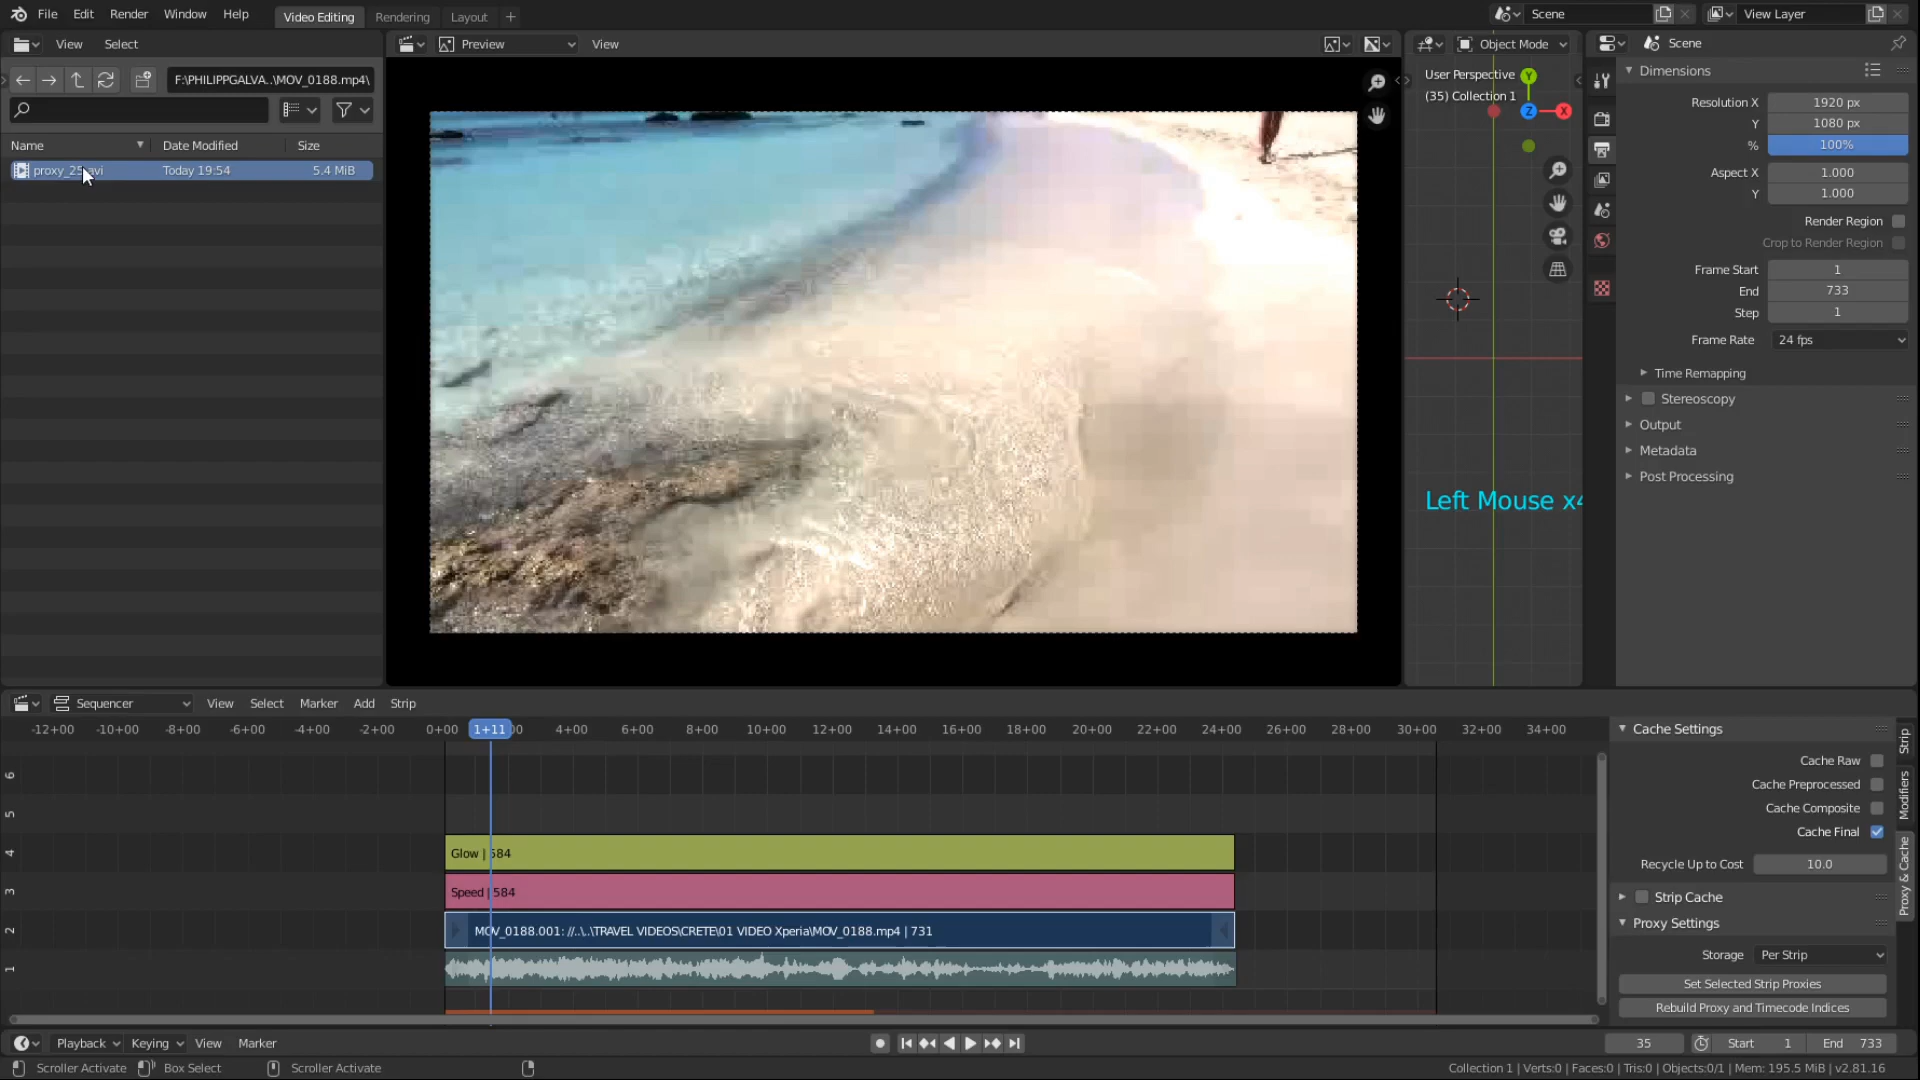 File Edit Render Window Help Video Editing Rendering Layout Scene View Layer
View Select Preview View Object Mode Scene
F:\PHILIPPGALVA..\MOV_0188.mp4\
Name Date Modified Size
Today 19:54 5.4 MiB
User Perspective
(35) Collection 1
Y
Z
X
Left Mouse
Dimensions
Resolution X 1920 px
Y 1080 px
% 100%
Aspect X 1.000
Y 1.000
Render Region
Crop to Render Region
Frame Start 1
End 733
Step 1
Frame Rate 24 fps
Time Remapping
Stereoscopy
Output
Metadata
Post Processing
Sequencer View Select Marker Add Strip
-12+00 -10+00 -8+00 -6+00 -4+00 -2+00 0+00 1+11 4+00 6+00 8+00 10+00 12+00 14+00 16+00 18+00 20+00 22+00 24+00 26+00 28+00 30+00 32+00 34+00
6
5
4 Glow | 584
3 Speed | 584
2 MOV_0188.001: //..\..\TRAVEL VIDEOS\CRETE\01 VIDEO Xperia\MOV_0188.mp4 | 731
1
Cache Settings
Cache Raw
Cache Preprocessed
Cache Composite
Cache Final
Recycle Up to Cost 10.0
Strip Cache
Proxy Settings
Storage Per Strip
Set Selected Strip Proxies
Rebuild Proxy and Timecode Indices
Strip
Modifiers
Proxy & Cache
Playback Keying View Marker 35 Start 1 End 733
Scroller Activate Box Select Scroller Activate Collection 1 | Verts:0 | Faces:0 | Tris:0 | Objects:0/1 | Mem: 195.5 MiB | v2.81.16